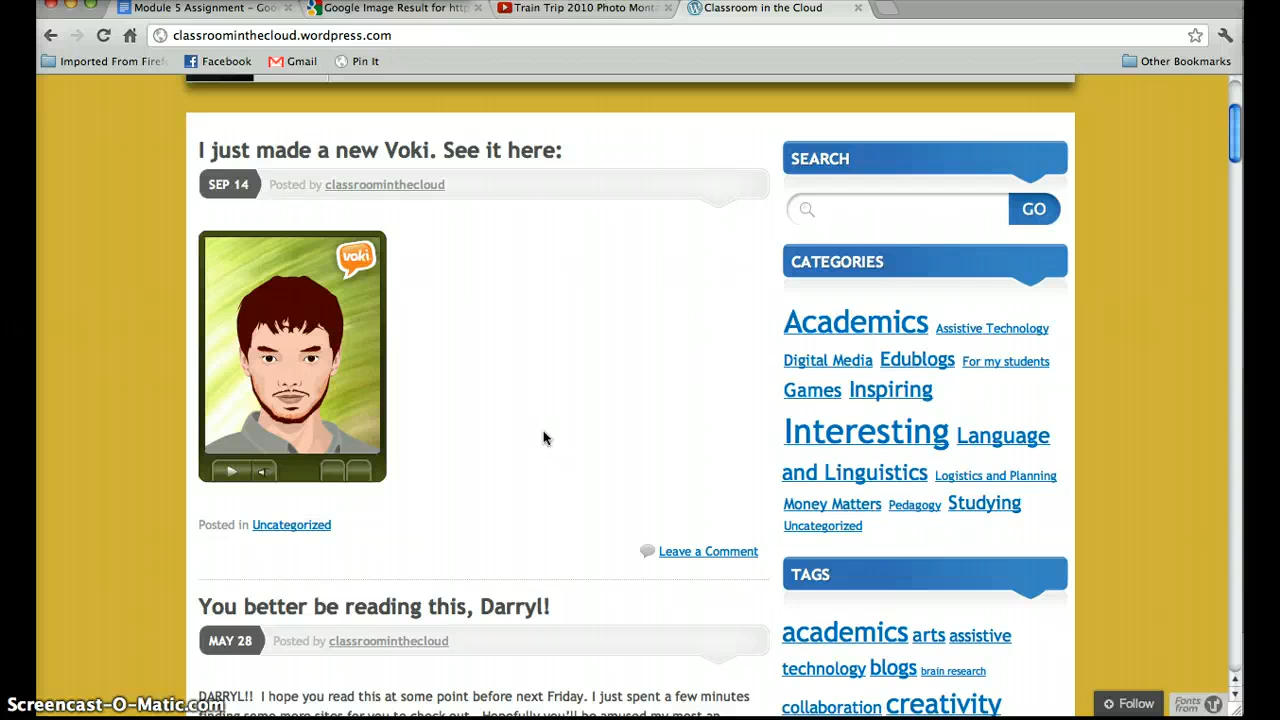 Module 5 Assignment – Goo
Google Image Result for http
Train Trip 2010 Photo Monta
Classroom in the Cloud
classroominthecloud.wordpress.com
Imported From Firef
Facebook
Gmail
Pin It
Other Bookmarks
I just made a new Voki. See it here:
SEP 14
Posted by classroominthecloud
voki
Posted in Uncategorized
Leave a Comment
You better be reading this, Darryl!
MAY 28
Posted by classroominthecloud
DARRYL!! I hope you read this at some point before next Friday. I just spent a few minutes
SEARCH
GO
CATEGORIES
Academics Assistive Technology
Digital Media Edublogs For my students
Games Inspiring
Interesting Language
and Linguistics Logistics and Planning
Money Matters Pedagogy Studying
Uncategorized
TAGS
academics arts assistive
technology blogs brain research
collaboration creativity
Follow
Fonts from
Screencast-O-Matic.com